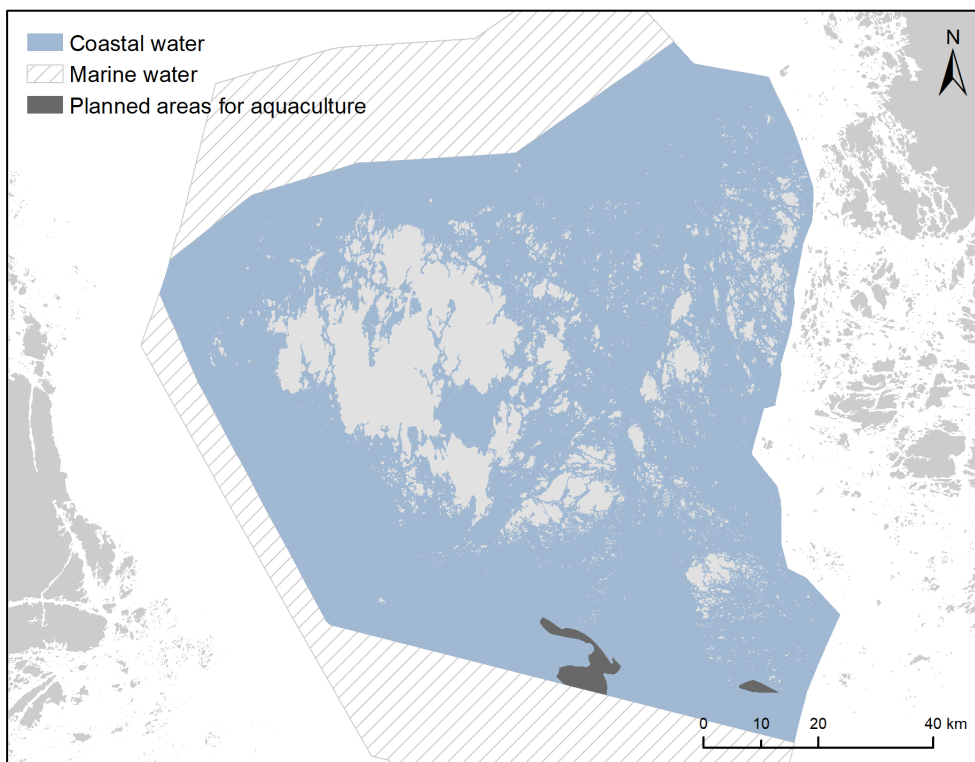 Coastal water
Marine water
Planned areas for aquaculture
N
0 10 20 40 km